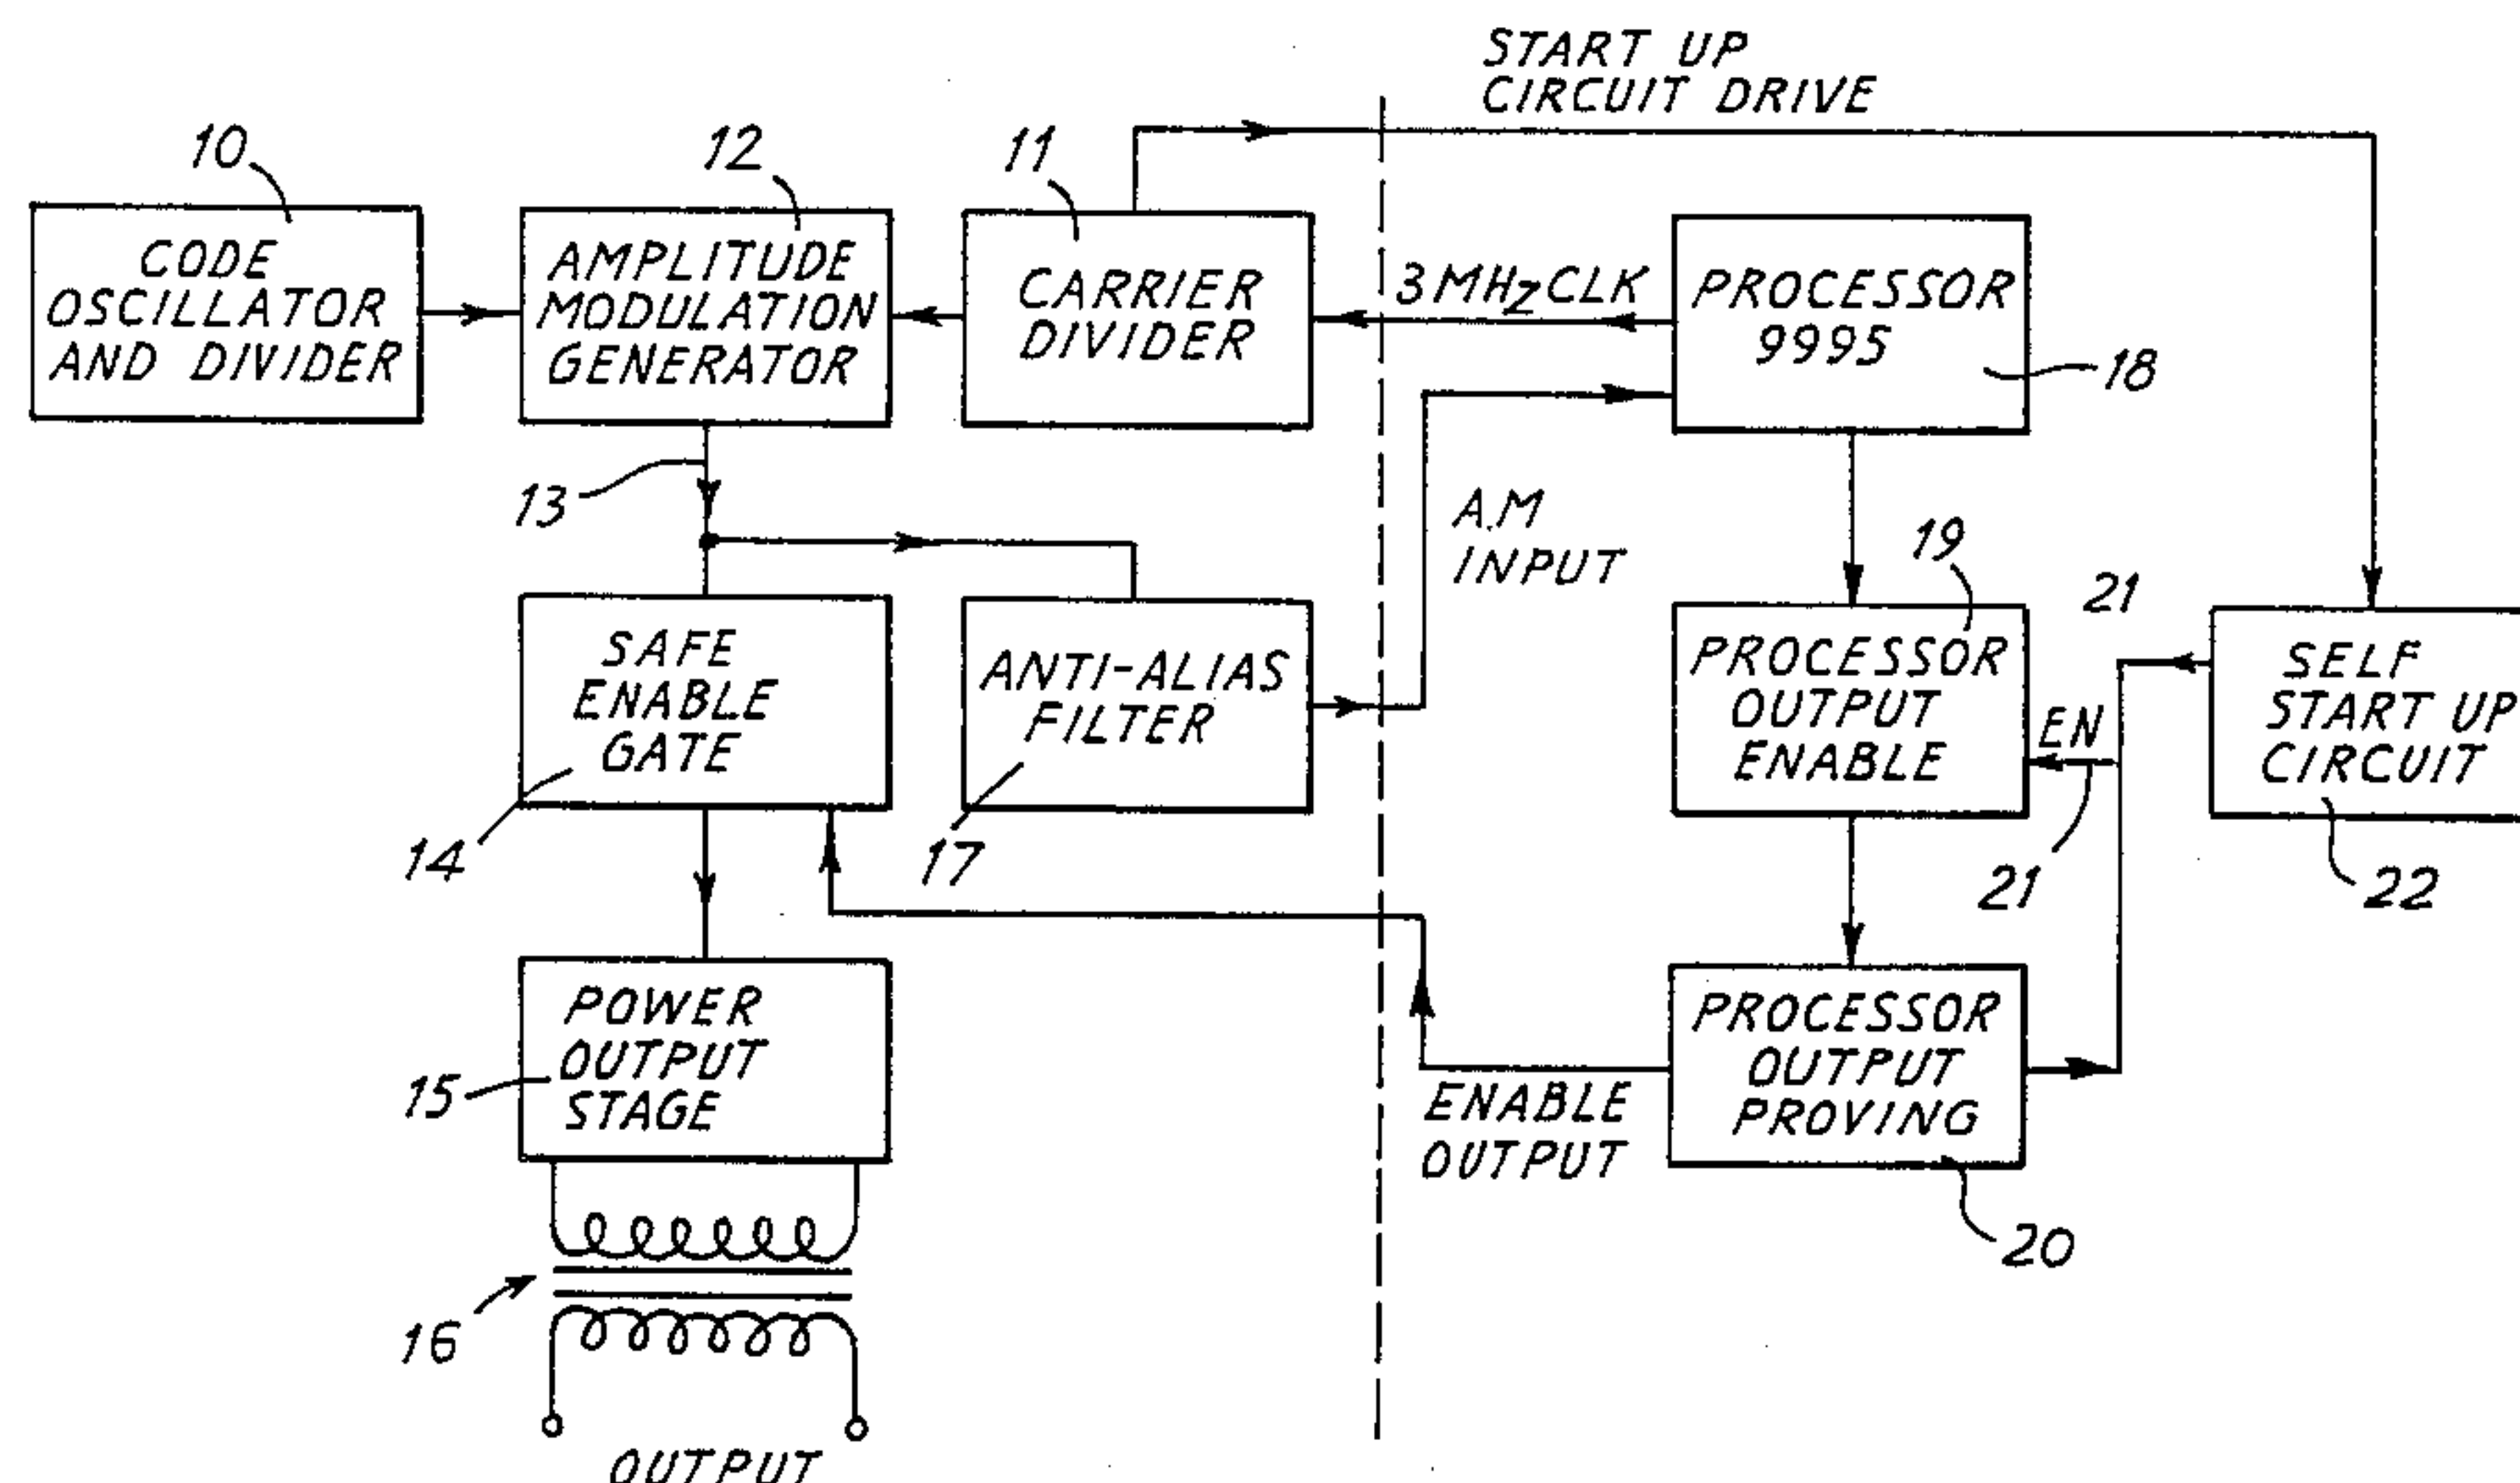 START UP
CIRCUIT DRIVE
10
12
11
CODE
OSCILLATOR
AND DIVIDER
AMPLITUDE
MODULATION
GENERATOR
CARRIER
DIVIDER
3MHz CLK
PROCESSOR
9995
18
13
A.M
INPUT
19
21
SAFE
ENABLE
GATE
ANTI-ALIAS
FILTER
PROCESSOR
OUTPUT
ENABLE
EN
SELF
START UP
CIRCUIT
14
17
21
22
POWER
OUTPUT
STAGE
15
ENABLE
OUTPUT
PROCESSOR
OUTPUT
PROVING
20
16
OUTPUT